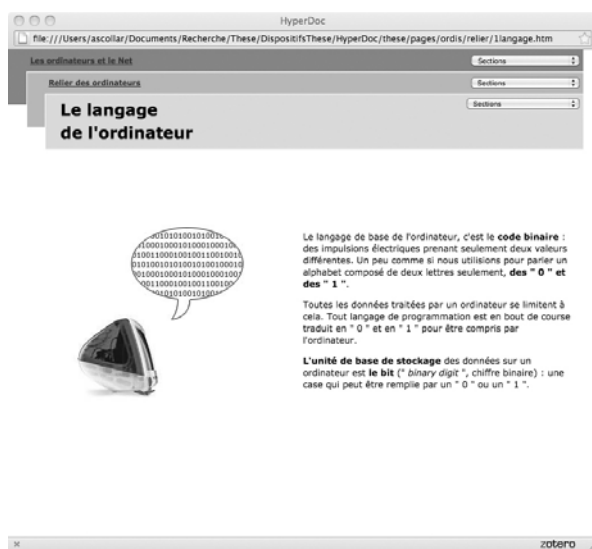 HyperDoc
file:///Users/ascollar/Documents/Recherche/These/DispositifsThese/HyperDoc/these/pages/ordis/relier/1langage.htm
Les ordinateurs et le Net
Sections
Relier des ordinateurs
Sections
Sections
Le langage
de l'ordinateur
Le langage de base de l'ordinateur, c'est le code binaire :
des impulsions électriques prenant seulement deux valeurs
différentes. Un peu comme si nous utilisions pour parler un
alphabet composé de deux lettres seulement, des " 0 " et
des " 1 ".
Toutes les données traitées par un ordinateur se limitent à
cela. Tout langage de programmation est en bout de course
traduit en " 0 " et en " 1 " pour être compris par
l'ordinateur.
L'unité de base de stockage des données sur un
ordinateur est le bit (" binary digit ", chiffre binaire) : une
case qui peut être remplie par un " 0 " ou un " 1 ".
zotero